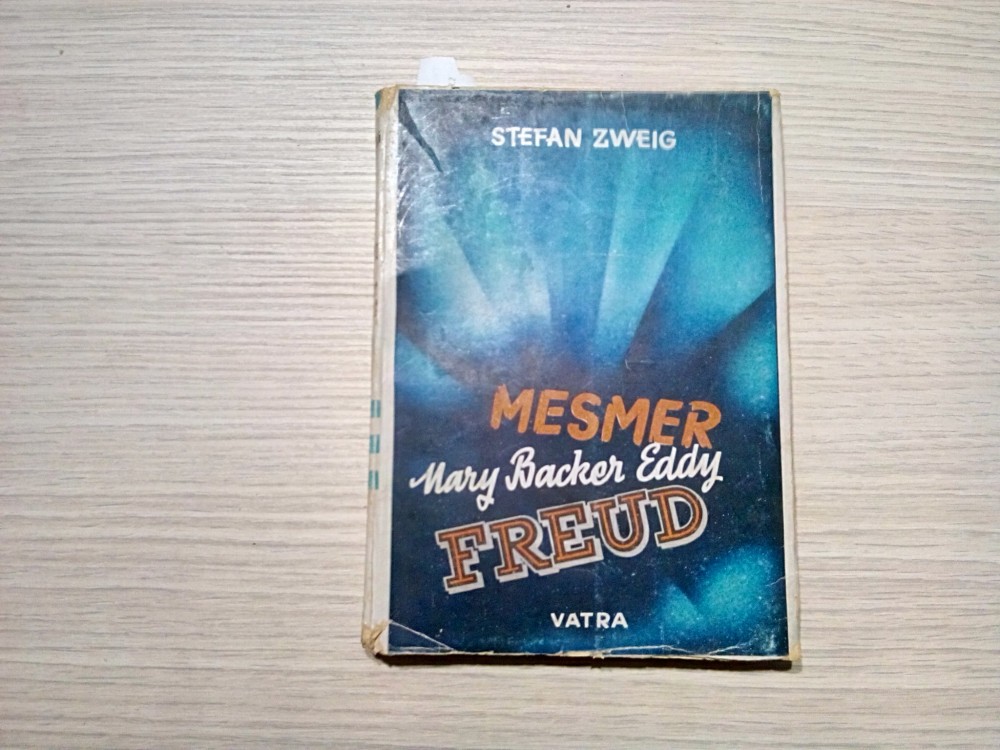 STEFAN ZWEIG
MESMER
Mary Backer Eddy
FREUD
VATRA